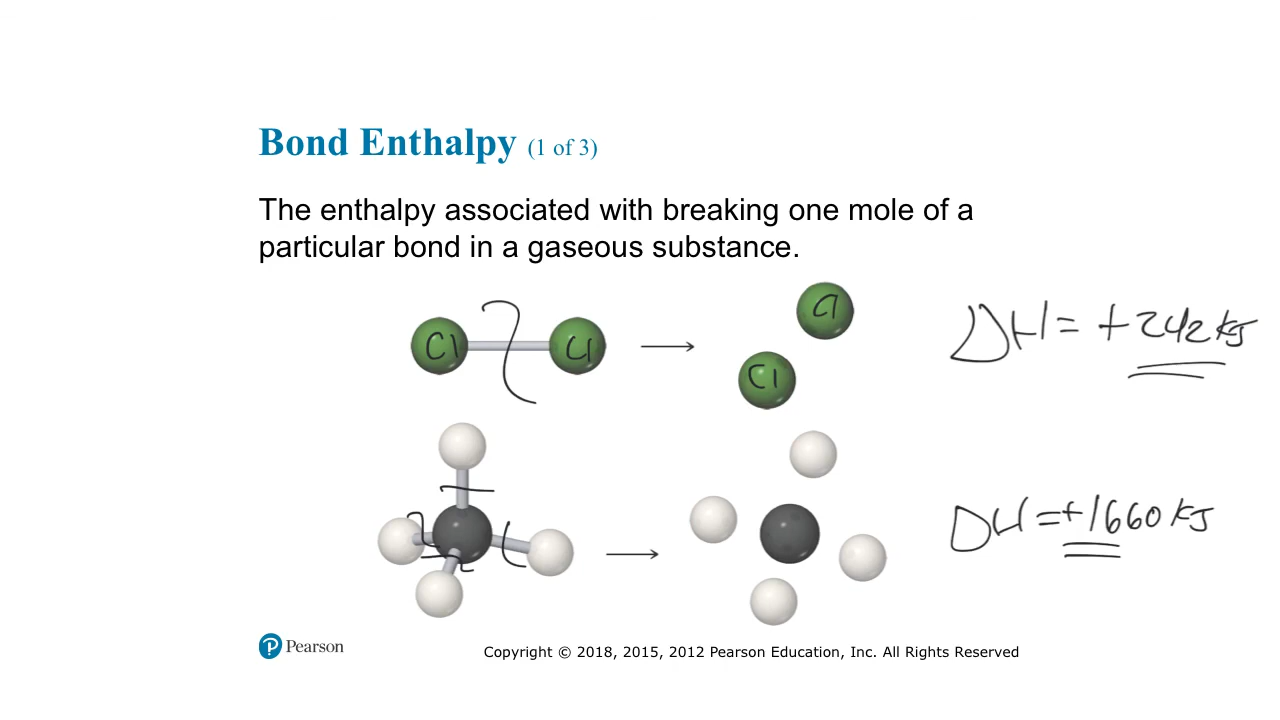 Bond Enthalpy (1 of 3)
The enthalpy associated with breaking one mole of a
particular bond in a gaseous substance.
Cl Cl Cl Cl ΔH = +242 kJ
ΔH = +1660 kJ
Pearson
Copyright © 2018, 2015, 2012 Pearson Education, Inc. All Rights Reserved